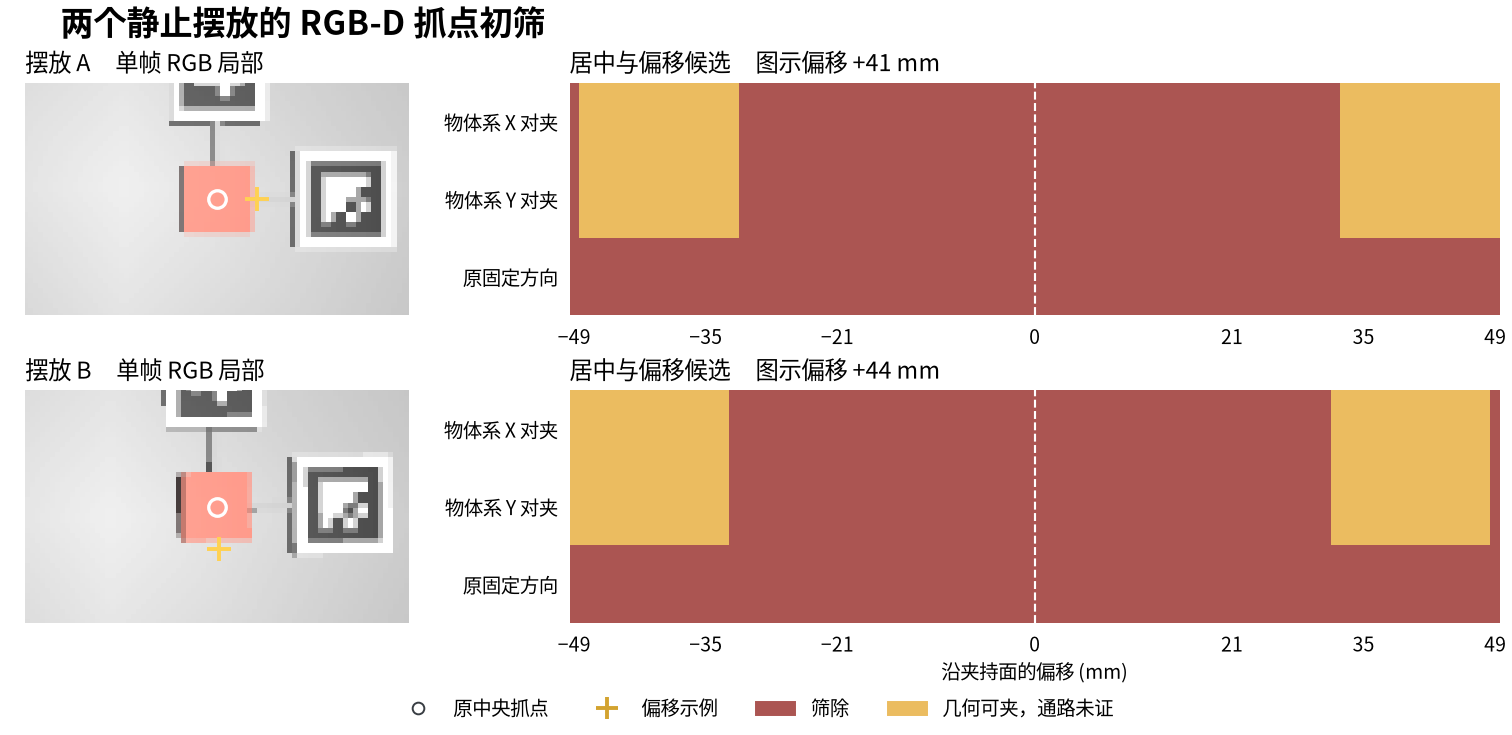 两个静止摆放的 RGB-D 抓点初筛
摆放 A 单帧 RGB 局部
居中与偏移候选 图示偏移 +41 mm
物体系 X 对夹
物体系 Y 对夹
原固定方向
−49 −35 −21 0 21 35 49
摆放 B 单帧 RGB 局部
居中与偏移候选 图示偏移 +44 mm
物体系 X 对夹
物体系 Y 对夹
原固定方向
−49 −35 −21 0 21 35 49
沿夹持面的偏移 (mm)
原中央抓点 偏移示例 筛除 几何可夹，通路未证